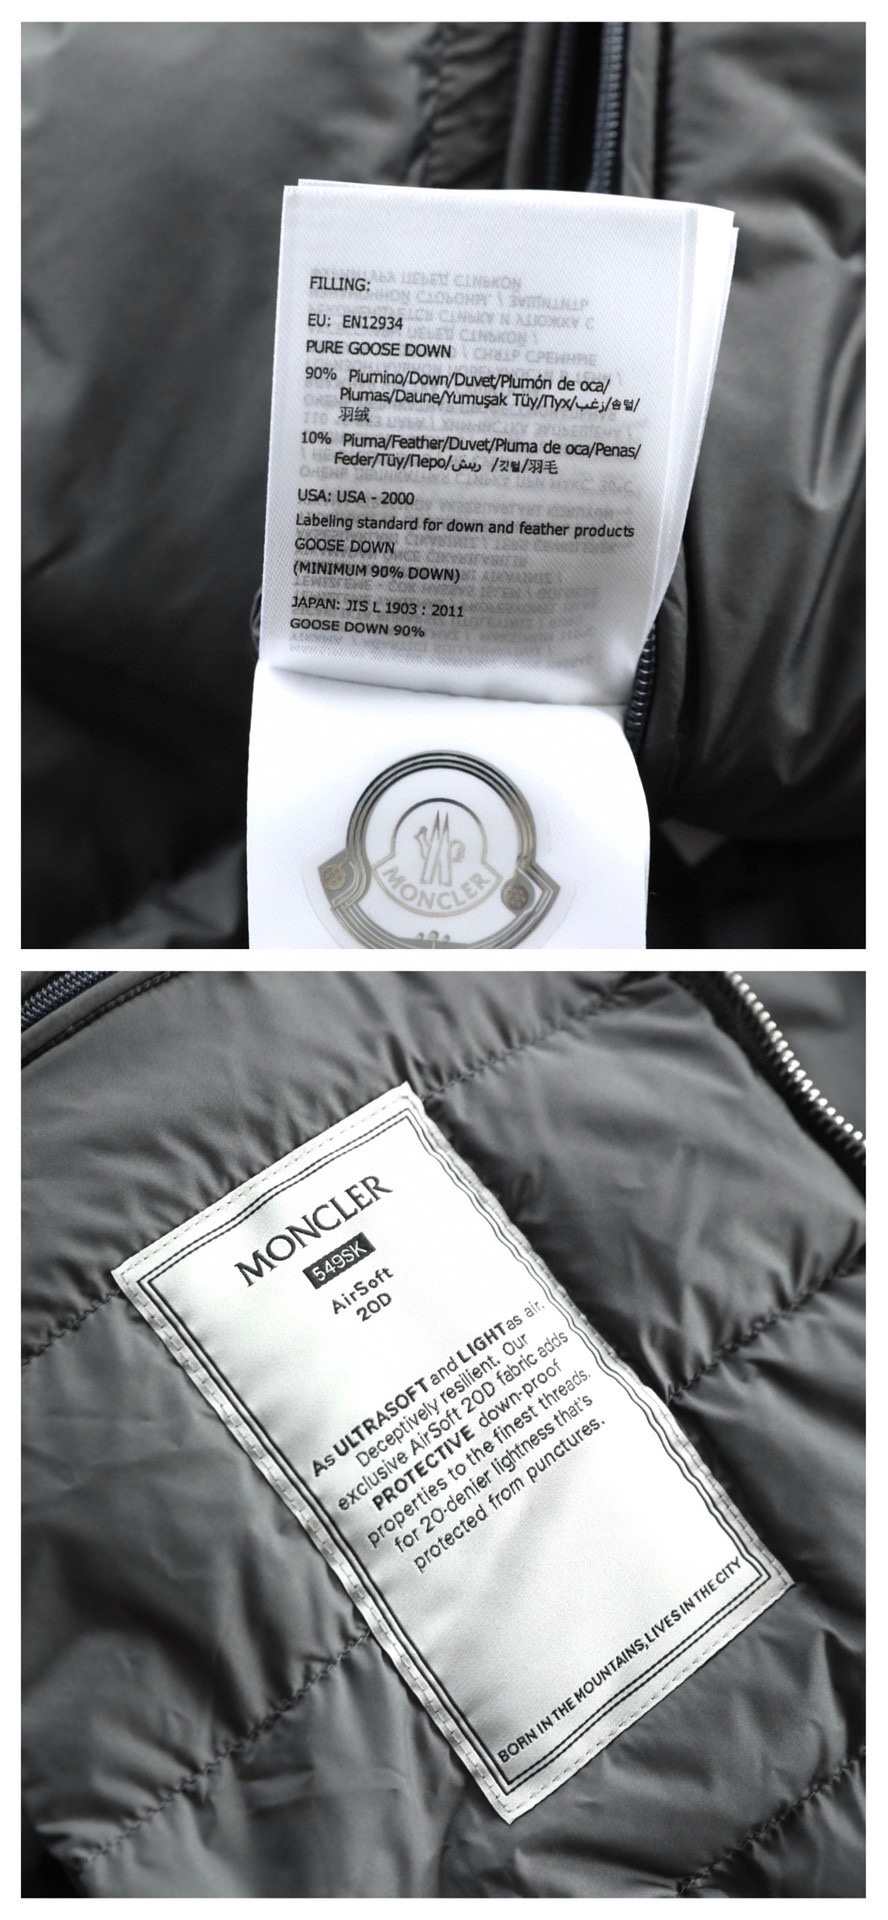 FILLING:
EU: EN12934
PURE GOOSE DOWN
90% Piumino/Down/Duvet/Plumón de oca/
Plumas/Daune/Yumuşak Tüy/Пух/زغب/솜털/
羽绒
10% Piuma/Feather/Duvet/Pluma de oca/Penas/
Feder/Tüy/Перо/ريش /깃털/羽毛
USA: USA - 2000
Labeling standard for down and feather products
GOOSE DOWN
(MINIMUM 90% DOWN)
JAPAN: JIS L 1903 : 2011
GOOSE DOWN 90%
MONCLER
MONCLER
549SK
AirSoft
20D
As ULTRASOFT and LIGHT as air.
Deceptively resilient. Our
exclusive AirSoft 20D fabric adds
PROTECTIVE down-proof
properties to the finest threads.
for 20-denier lightness that's
protected from punctures.
BORN IN THE MOUNTAINS, LIVES IN THE CITY